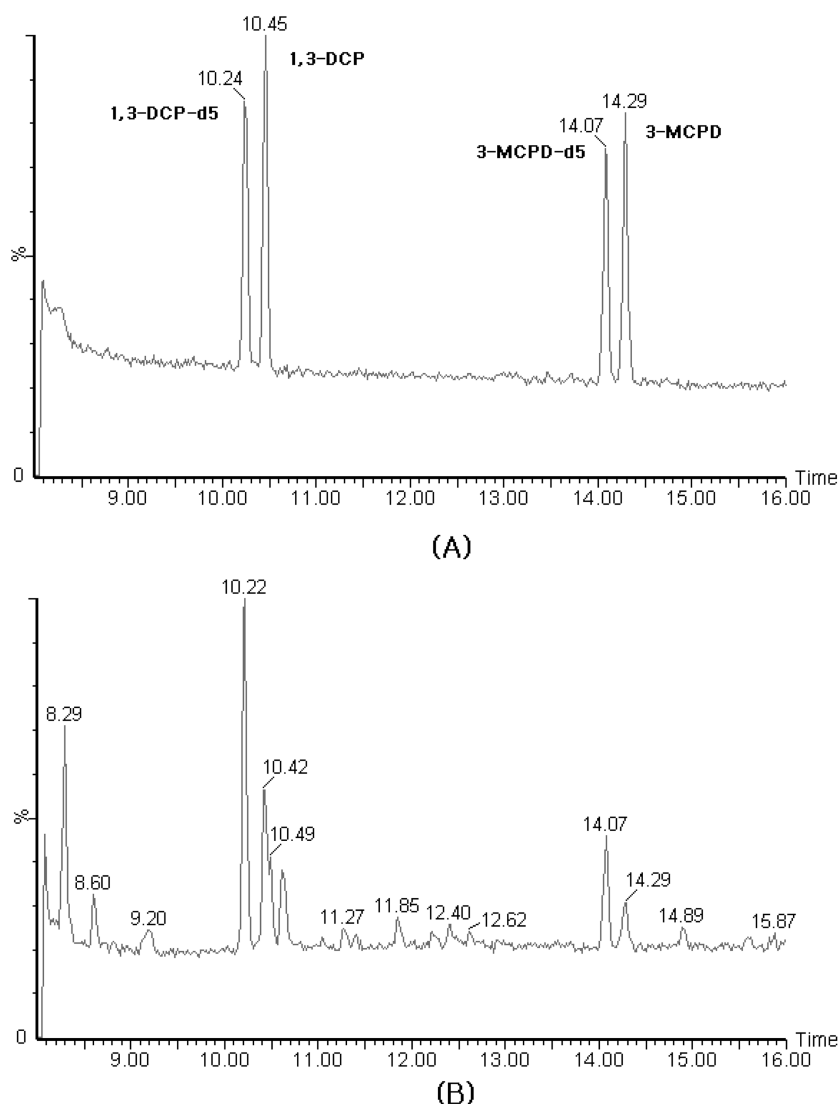 10.45
1,3-DCP
10.24
1,3-DCP-d5
14.29
3-MCPD
14.07
3-MCPD-d5
%
0
9.00 10.00 11.00 12.00 13.00 14.00 15.00 16.00 Time
(A)
10.22
8.29
10.42
%
14.07
10.49
8.60
14.29
9.20
11.27 11.85 12.40 12.62 14.89 15.87
0
9.00 10.00 11.00 12.00 13.00 14.00 15.00 16.00 Time
(B)